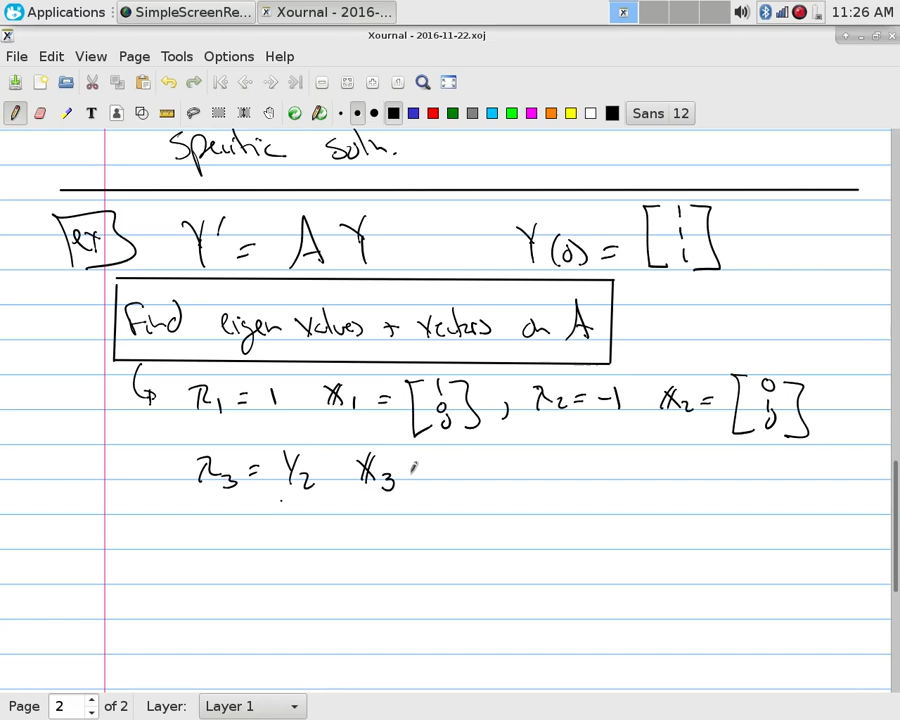 Applications SimpleScreenRe... Xournal - 2016-... 11:26 AM
Xournal - 2016-11-22.xoj
File Edit View Page Tools Options Help
T Sans 12
Specific soln.
ex Y' = A Y Y(0) = [1 1 1]
Find eigen values + vectors on A
↳ λ₁ = 1 𝕏₁ = [1 0 0], λ₂ = -1 𝕏₂ = [0 1 0]
λ₃ = 1/2 𝕏₃
Page 2 of 2 Layer: Layer 1